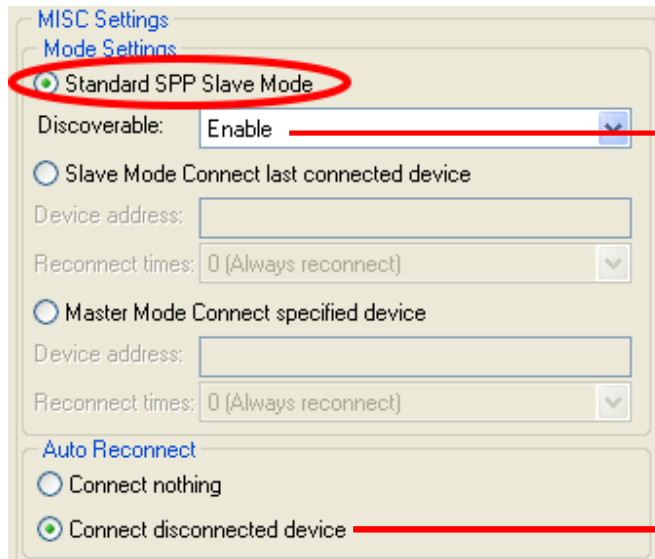 MISC Settings
Mode Settings
Standard SPP Slave Mode
Discoverable: Enable
Slave Mode Connect last connected device
Device address:
Reconnect times: 0 (Always reconnect)
Master Mode Connect specified device
Device address:
Reconnect times: 0 (Always reconnect)
Auto Reconnect
Connect nothing
Connect disconnected device